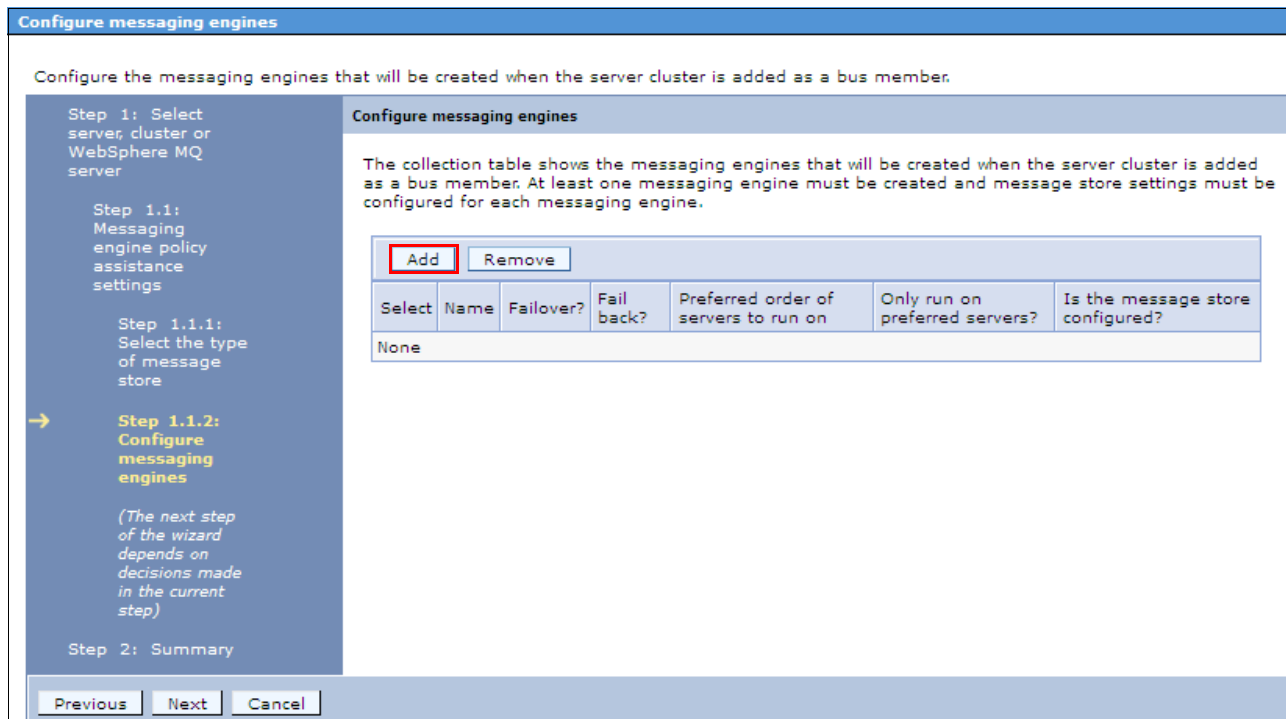 Configure messaging engines
Configure the messaging engines that will be created when the server cluster is added as a bus member.
Step 1: Select
server, cluster or
WebSphere MQ
server
Step 1.1:
Messaging
engine policy
assistance
settings
Step 1.1.1:
Select the type
of message
store
Step 1.1.2:
Configure
messaging
engines
(The next step
of the wizard
depends on
decisions made
in the current
step)
Step 2: Summary
Configure messaging engines
The collection table shows the messaging engines that will be created when the server cluster is added
as a bus member. At least one messaging engine must be created and message store settings must be
configured for each messaging engine.
Add Remove
Select Name Failover? Fail back? Preferred order of servers to run on Only run on preferred servers? Is the message store configured?
None
Previous Next Cancel